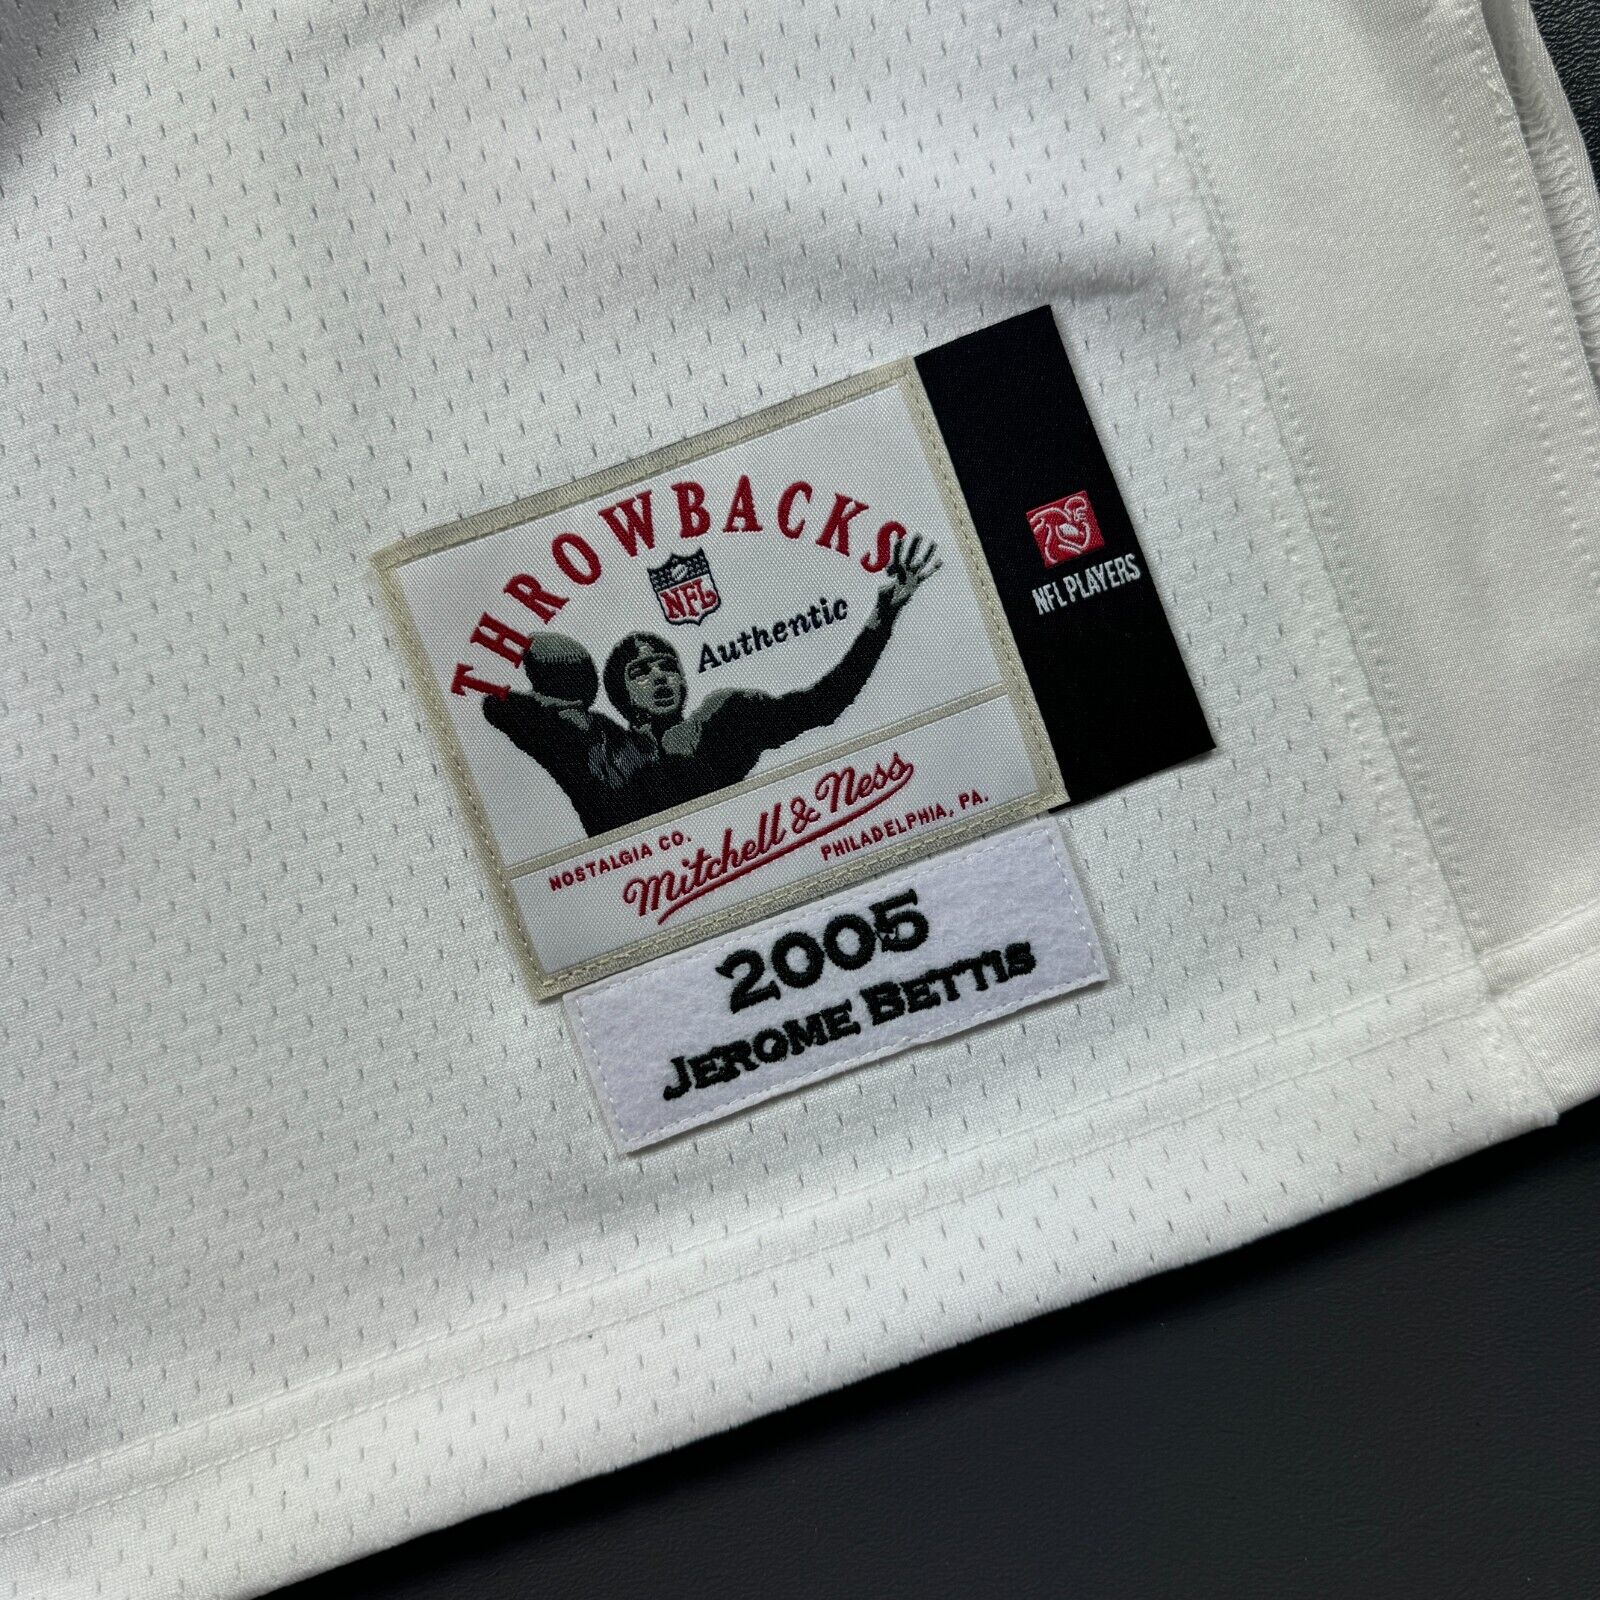 THROWBACKS
NFL
Authentic
NFL PLAYERS
NOSTALGIA CO.
Mitchell & Ness
PHILADELPHIA, PA.
2005
JEROME BETTIS